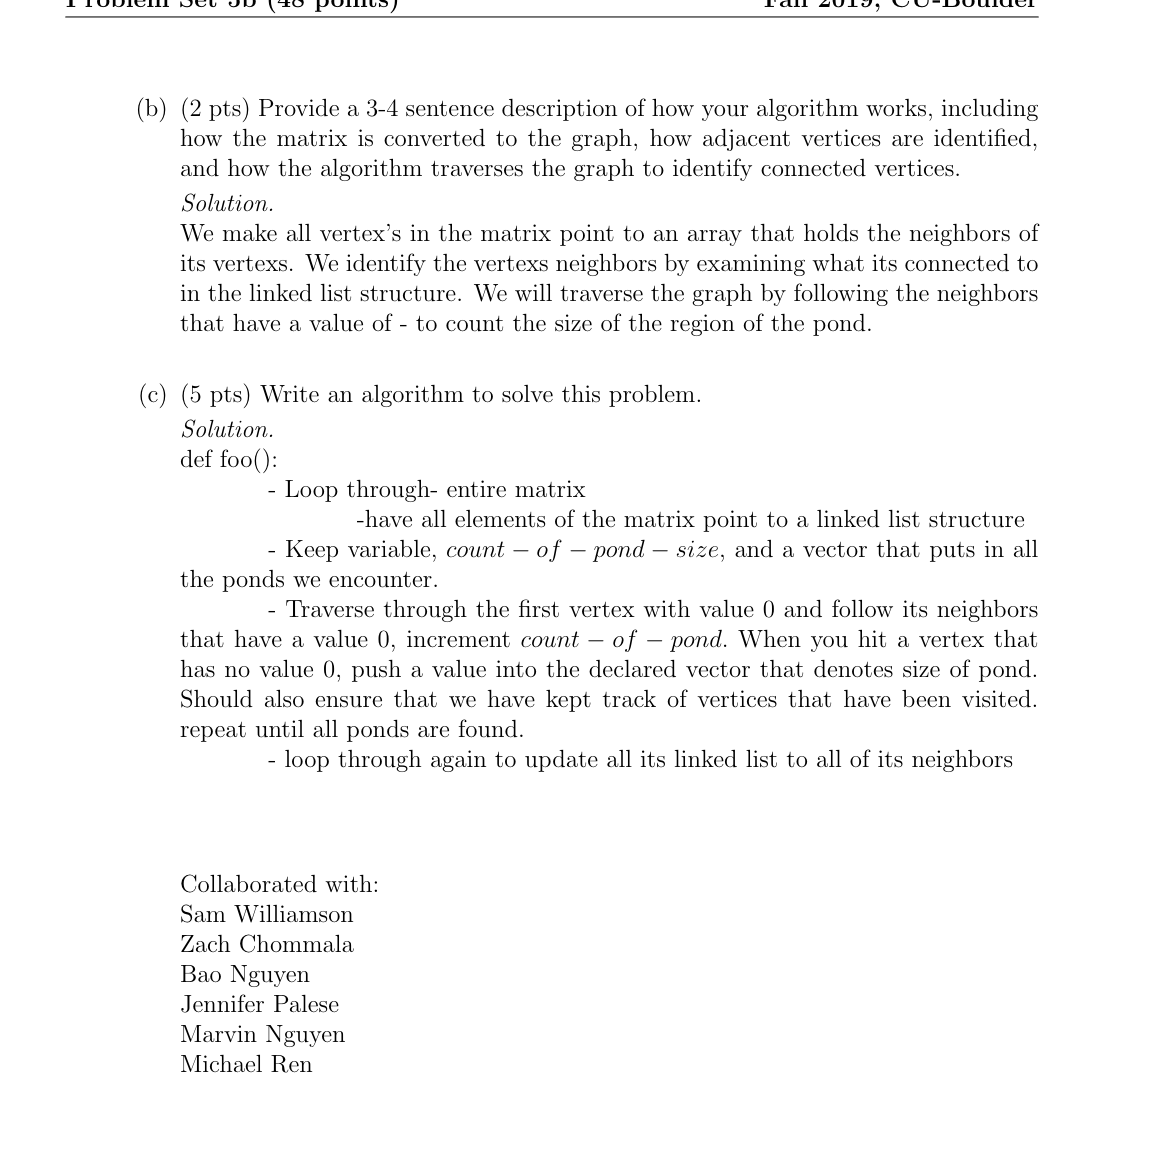 Problem Set 5b (48 points) Fall 2019, CU-Boulder
(b) (2 pts) Provide a 3-4 sentence description of how your algorithm works, including
how the matrix is converted to the graph, how adjacent vertices are identified,
and how the algorithm traverses the graph to identify connected vertices.
Solution.
We make all vertex's in the matrix point to an array that holds the neighbors of
its vertexs. We identify the vertexs neighbors by examining what its connected to
in the linked list structure. We will traverse the graph by following the neighbors
that have a value of - to count the size of the region of the pond.
(c) (5 pts) Write an algorithm to solve this problem.
Solution.
def foo():
- Loop through- entire matrix
-have all elements of the matrix point to a linked list structure
- Keep variable, count − of − pond − size, and a vector that puts in all
the ponds we encounter.
- Traverse through the first vertex with value 0 and follow its neighbors
that have a value 0, increment count − of − pond. When you hit a vertex that
has no value 0, push a value into the declared vector that denotes size of pond.
Should also ensure that we have kept track of vertices that have been visited.
repeat until all ponds are found.
- loop through again to update all its linked list to all of its neighbors
Collaborated with:
Sam Williamson
Zach Chommala
Bao Nguyen
Jennifer Palese
Marvin Nguyen
Michael Ren